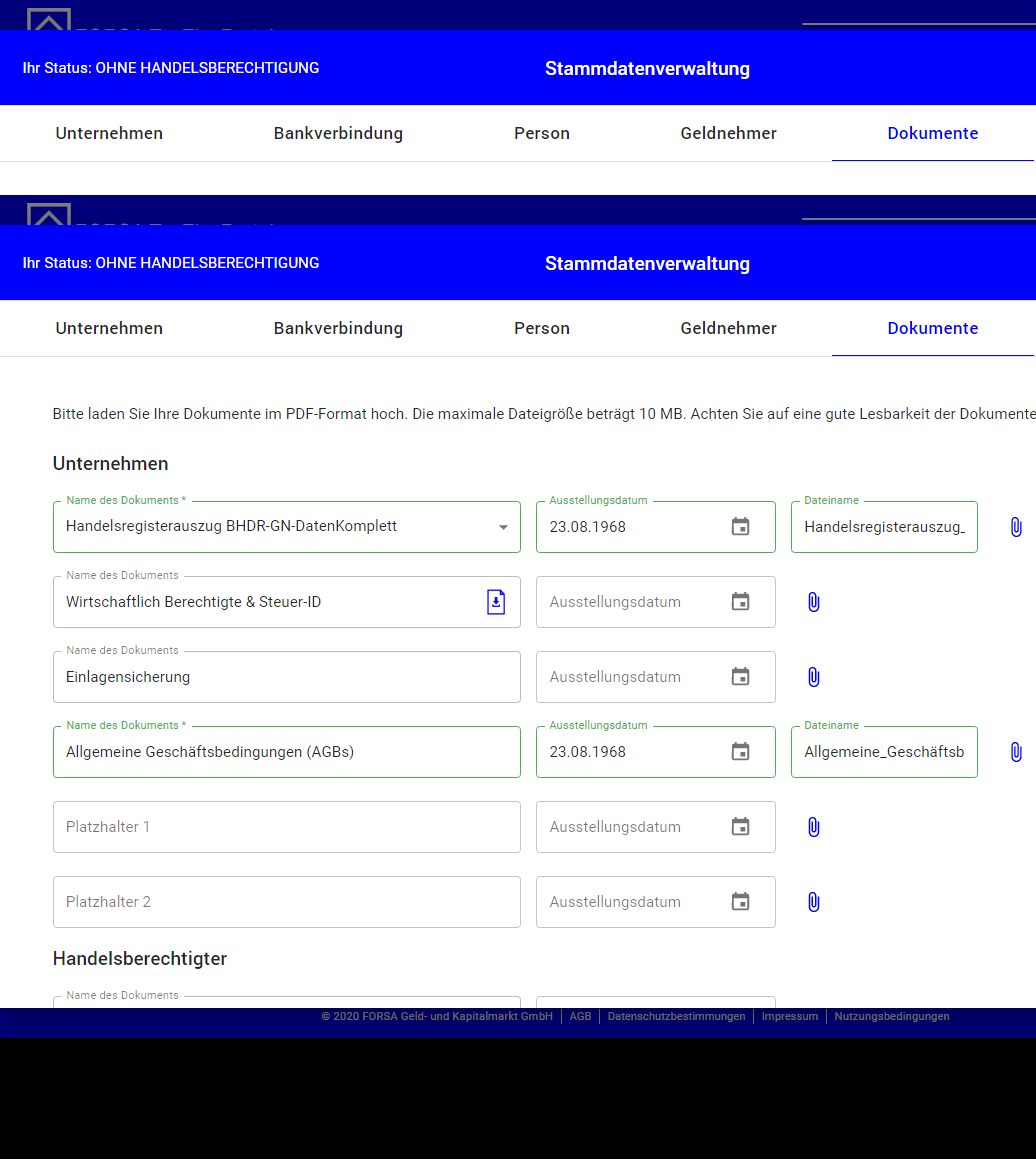 Ihr Status: OHNE HANDELSBERECHTIGUNG Stammdatenverwaltung
Unternehmen Bankverbindung Person Geldnehmer Dokumente
Ihr Status: OHNE HANDELSBERECHTIGUNG Stammdatenverwaltung
Unternehmen Bankverbindung Person Geldnehmer Dokumente
Bitte laden Sie Ihre Dokumente im PDF-Format hoch. Die maximale Dateigröße beträgt 10 MB. Achten Sie auf eine gute Lesbarkeit der Dokumente
Unternehmen
Name des Dokuments * Ausstellungsdatum Dateiname
Handelsregisterauszug BHDR-GN-DatenKomplett 23.08.1968 Handelsregisterauszug_
Name des Dokuments
Wirtschaftlich Berechtigte & Steuer-ID Ausstellungsdatum
Name des Dokuments
Einlagensicherung Ausstellungsdatum
Name des Dokuments * Ausstellungsdatum Dateiname
Allgemeine Geschäftsbedingungen (AGBs) 23.08.1968 Allgemeine_Geschäftsb
Platzhalter 1 Ausstellungsdatum
Platzhalter 2 Ausstellungsdatum
Handelsberechtigter
Name des Dokuments
© 2020 FORSA Geld- und Kapitalmarkt GmbH | AGB | Datenschutzbestimmungen | Impressum | Nutzungsbedingungen